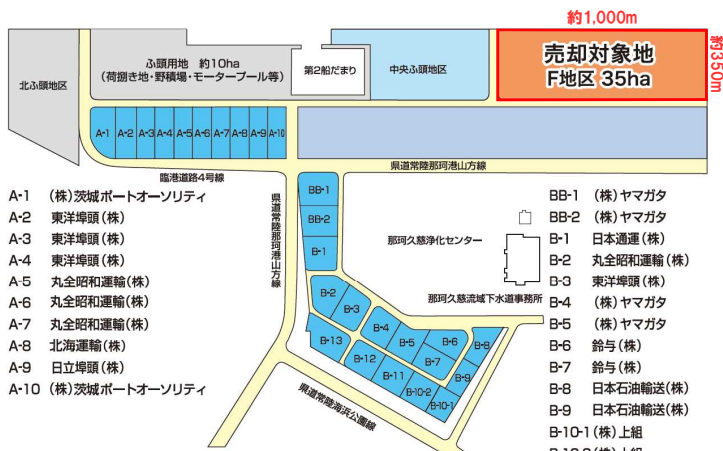 約1,000m
売却対象地
F地区 35ha
約350m
北ふ頭地区
ふ頭用地 約10ha
(荷捌き地・野積場・モータープール等)
第2船だまり
中央ふ頭地区
A-1
A-2
A-3
A-4
A-5
A-6
A-7
A-8
A-9
A-10
臨港道路4号線
県道常陸那珂港山方線
県道常陸那珂港山方線
A-1 (株)茨城ポートオーソリティ
A-2 東洋埠頭(株)
A-3 東洋埠頭(株)
A-4 東洋埠頭(株)
A-5 丸全昭和運輸(株)
A-6 丸全昭和運輸(株)
A-7 丸全昭和運輸(株)
A-8 北海運輸(株)
A-9 日立埠頭(株)
A-10 (株)茨城ポートオーソリティ
BB-1
BB-2
B-1
B-2
B-3
B-4
B-5
B-6
B-7
B-8
B-9
B-13
B-12
B-11
B-10-2
B-10-1
那珂久慈浄化センター
那珂久慈流域下水道事務所
県道常陸海浜公園線
BB-1 (株)ヤマガタ
BB-2 (株)ヤマガタ
B-1 日本通運(株)
B-2 丸全昭和運輸(株)
B-3 東洋埠頭(株)
B-4 (株)ヤマガタ
B-5 (株)ヤマガタ
B-6 鈴与(株)
B-7 鈴与(株)
B-8 日本石油輸送(株)
B-9 日本石油輸送(株)
B-10-1(株)上組